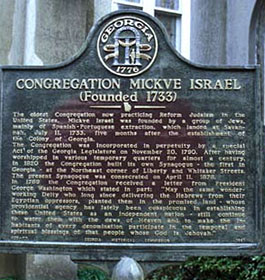 GEORGIA
1776
CONGREGATION MICKVE ISRAEL
(Founded 1733)
The oldest Congregation now practicing Reform Judaism in the
United States, Mickve Israel was founded by a group of Jews,
mainly of Spanish-Portuguese extraction, which landed at Savan-
nah, July 11, 1733, five months after the establishment of
the Colony of Georgia.
The Congregation was incorporated in perpetuity by a special
Act of the Georgia Legislature on November 20, 1790. After having
worshipped in various temporary quarters for almost a century,
in 1820 the Congregation built its own Synagogue - the first in
Georgia - at the Northeast corner of Liberty and Whitaker Streets.
The present Synagogue was consecrated on April 11, 1878.
In 1789 the Congregation received a letter from President
George Washington which stated in part: "May the same wonder-
working Deity who long since delivering the Hebrews from their
Egyptian oppressors, planted them in the promised land - whose
providential agency has lately been conspicuous in establishing
these United States as an independent nation - still continue
to water them with the dews of Heaven and to make the in-
habitants of every denomination participate in the temporal and
spiritual blessings of that people whose God is Jehovah."
GEORGIA HISTORICAL COMMISSION